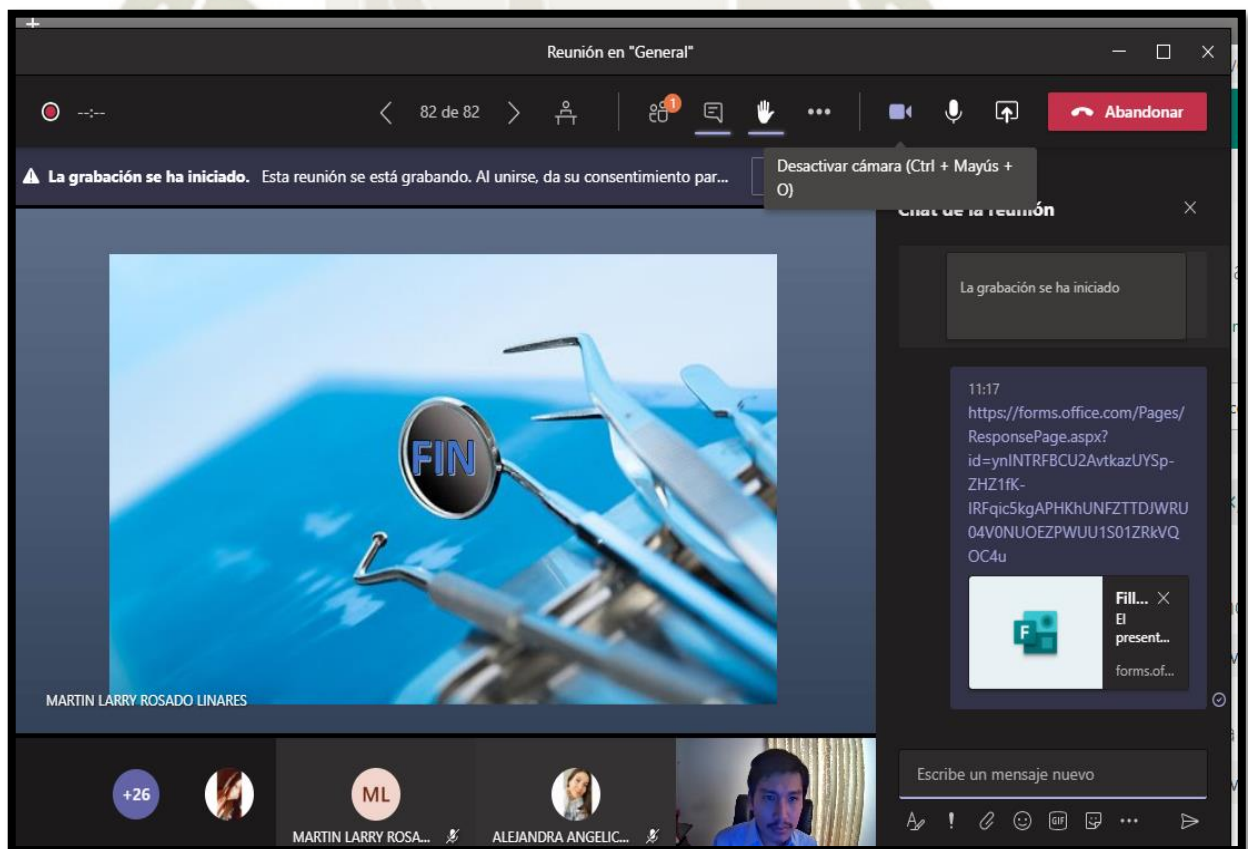 Reunión en "General"
--:--
82 de 82
1
Abandonar
La grabación se ha iniciado. Esta reunión se está grabando. Al unirse, da su consentimiento par...
Desactivar cámara (Ctrl + Mayús +
O)
Chat de la reunión
La grabación se ha iniciado
11:17
https://forms.office.com/Pages/
ResponsePage.aspx?
id=ynINTRFBCU2AvtkazUYSp-
ZHZ1fK-
IRFqic5kgAPHKhUNFZTTDJWRU
04V0NUOEZPWUU1S01ZRkVQ
OC4u
Fill...
El
present...
forms.of...
FIN
MARTIN LARRY ROSADO LINARES
+26
ML
MARTIN LARRY ROSA...
ALEJANDRA ANGELIC...
Escribe un mensaje nuevo
GIF